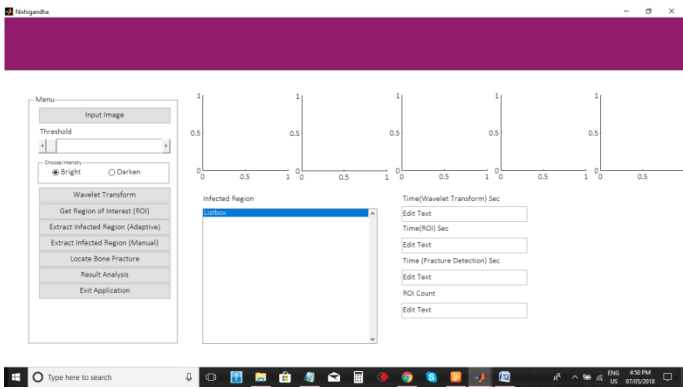 Nishigandha
Menu
Input Image
Threshold
Choose Intensity
Bright Darken
Wavelet Transform
Get Region of Interest (ROI)
Extract Infected Region (Adaptive)
Extract Infected Region (Manual)
Locate Bone Fracture
Result Analysis
Exit Application
1 1 1 1 1
0.5 0.5 0.5 0.5 0.5
0 0 0 0 0
0 0.5 1 0 0.5 1 0 0.5 1 0 0.5 1 0 0.5
Infected Region
Listbox
Time(Wavelet Transform) Sec
Edit Text
Time(ROI) Sec
Edit Text
Time (Fracture Detection) Sec
Edit Text
ROI Count
Edit Text
Type here to search
ENG 4:50 PM
US 07/05/2018